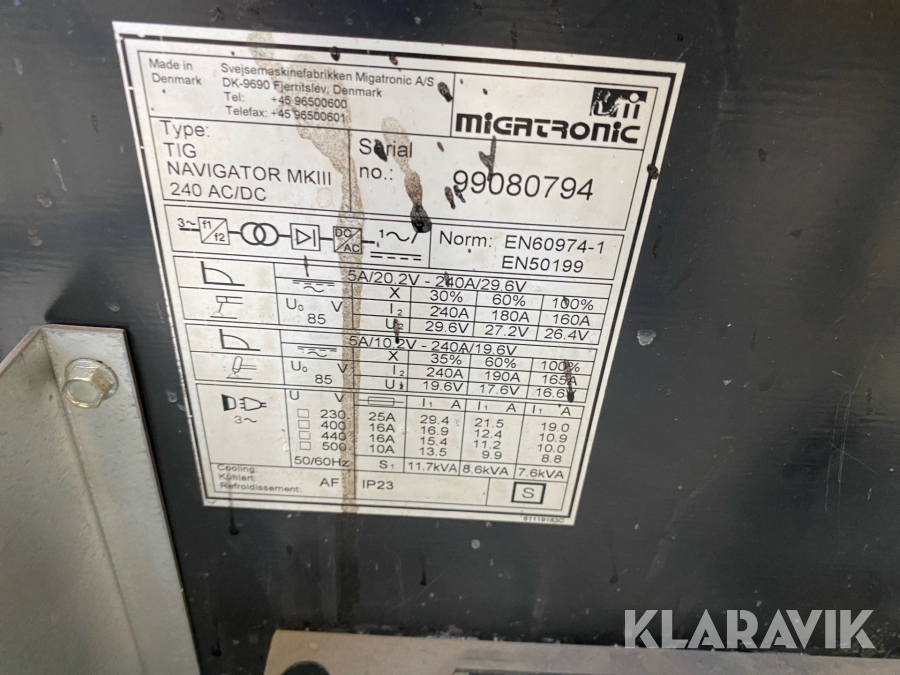 Made in
Denmark
Svejsemaskinefabrikken Migatronic A/S
DK-9690 Fjerritslev, Denmark
Tel: +45 96500600
Telefax: +45 96500601
MIGATRONIC
Type:
TIG
NAVIGATOR MKIII
240 AC/DC
Serial
no.: 99080794
3~ f1 f2 DC AC 1~
Norm: EN60974-1
EN50199
5A/20.2V - 240A/29.6V
X 30% 60% 100%
U0 V I2 240A 180A 160A
85 U2 29.6V 27.2V 26.4V
5A/10.2V - 240A/19.6V
X 35% 60% 100%
U0 V I2 240A 190A 165A
85 U 19.6V 17.6V 16.6V
U V I1 A I1 A I1 A
3~
230 25A 29.4 21.5 19.0
400 16A 16.9 12.4 10.9
440 16A 15.4 11.2 10.0
500 10A 13.5 9.9 8.8
50/60Hz S1 11.7kVA 8.6kVA 7.6kVA
Cooling:
Kühlart:
Refroidissement: AF IP23 S
KLARAVIK